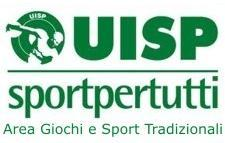 UISP
UISP
sportpertutti
Area Giochi e Sport Tradizionali